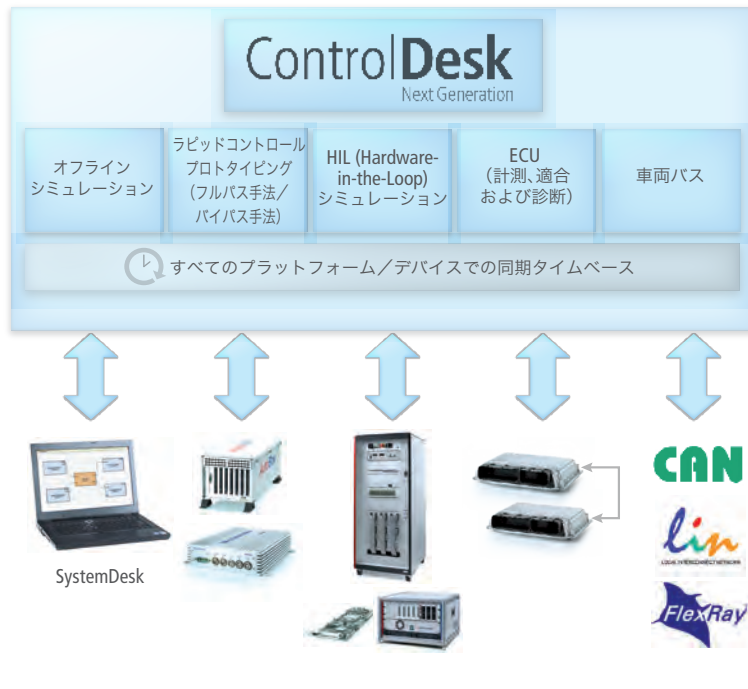 ControlDesk
Next Generation
オフライン
シミュレーション
ラピッドコントロール
プロトタイピング
(フルパス手法／
バイパス手法)
HIL (Hardware-
in-the-Loop)
シミュレーション
ECU
（計測、適合
および診断）
車両バス
すべてのプラットフォーム／デバイスでの同期タイムベース
SystemDesk
CAN
lin
LOCAL INTERCONNECT NETWORK
FlexRay